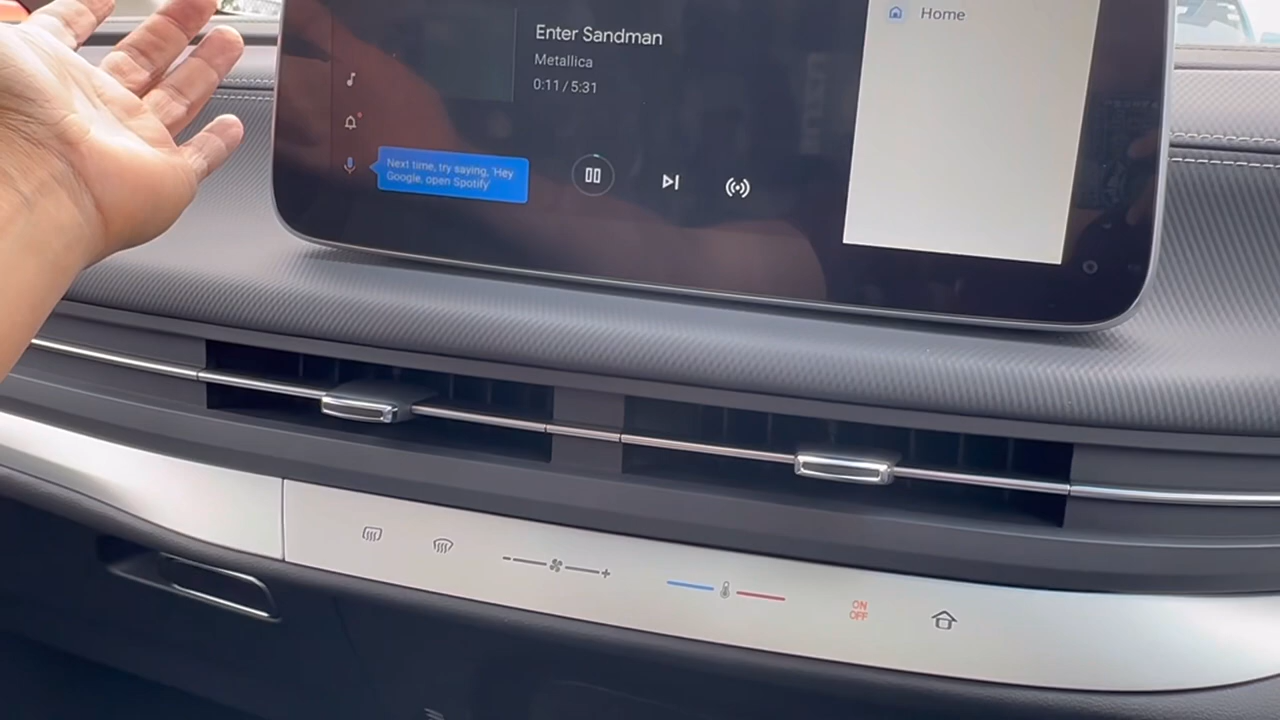 Home
Enter Sandman
Metallica
0:11 / 5:31
Next time, try saying, 'Hey
Google, open Spotify'
ON
OFF